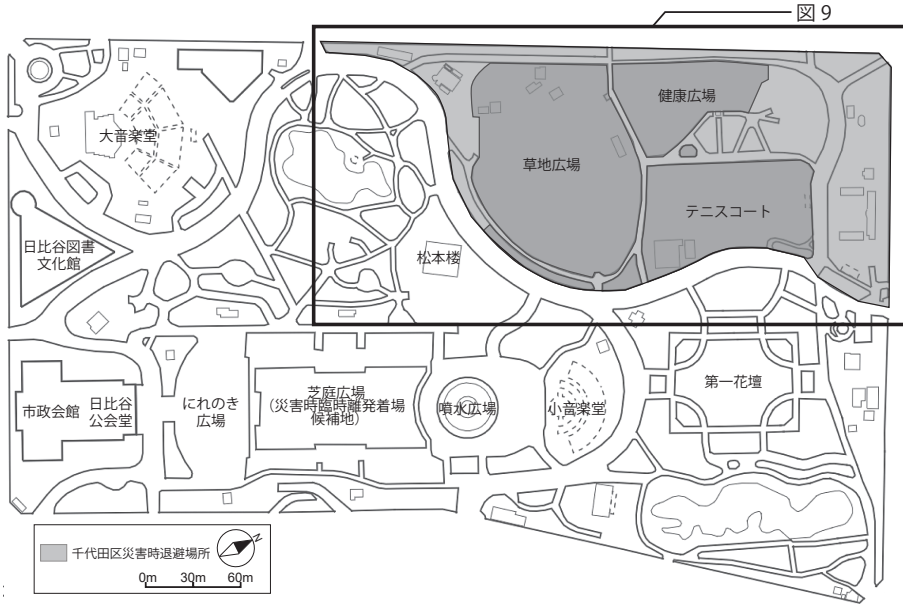 図 9
大音楽堂
健康広場
草地広場
テニスコート
日比谷図書
文化館
松本楼
市政会館
日比谷
公会堂
にれのき
広場
芝庭広場
（災害時臨時離発着場
候補地）
噴水広場
小音楽堂
第一花壇
千代田区災害時退避場所
N
0m 30m 60m